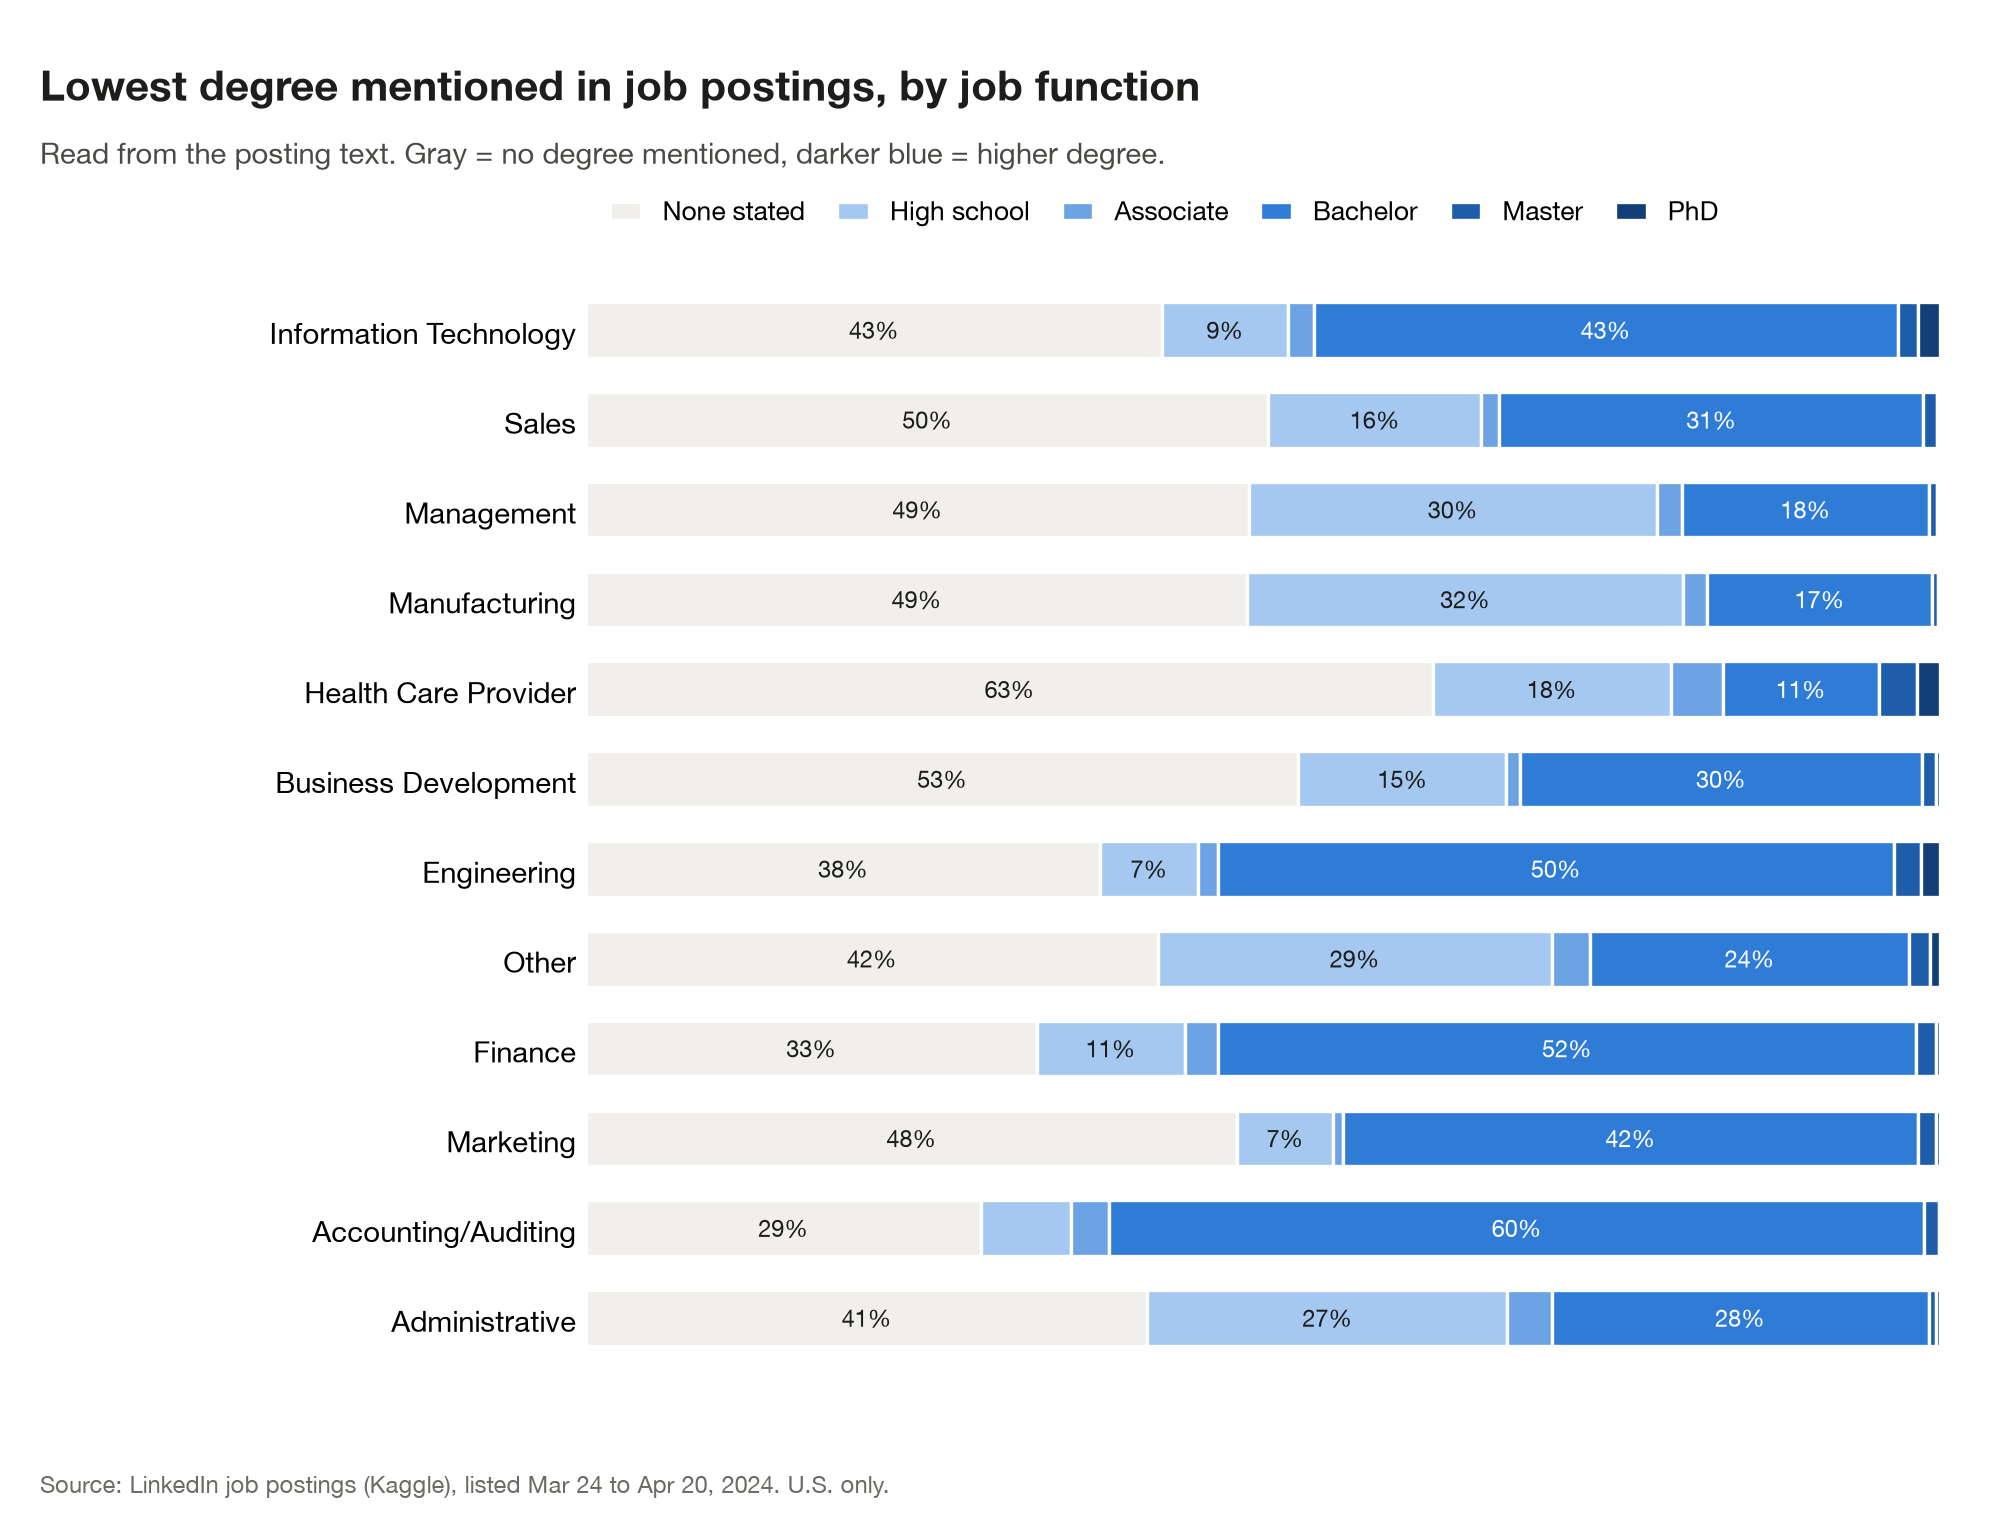 Lowest degree mentioned in job postings, by job function
Read from the posting text. Gray = no degree mentioned, darker blue = higher degree.
None stated High school Associate Bachelor Master PhD
Information Technology 43% 9% 43%
Sales 50% 16% 31%
Management 49% 30% 18%
Manufacturing 49% 32% 17%
Health Care Provider 63% 18% 11%
Business Development 53% 15% 30%
Engineering 38% 7% 50%
Other 42% 29% 24%
Finance 33% 11% 52%
Marketing 48% 7% 42%
Accounting/Auditing 29% 60%
Administrative 41% 27% 28%
Source: LinkedIn job postings (Kaggle), listed Mar 24 to Apr 20, 2024. U.S. only.